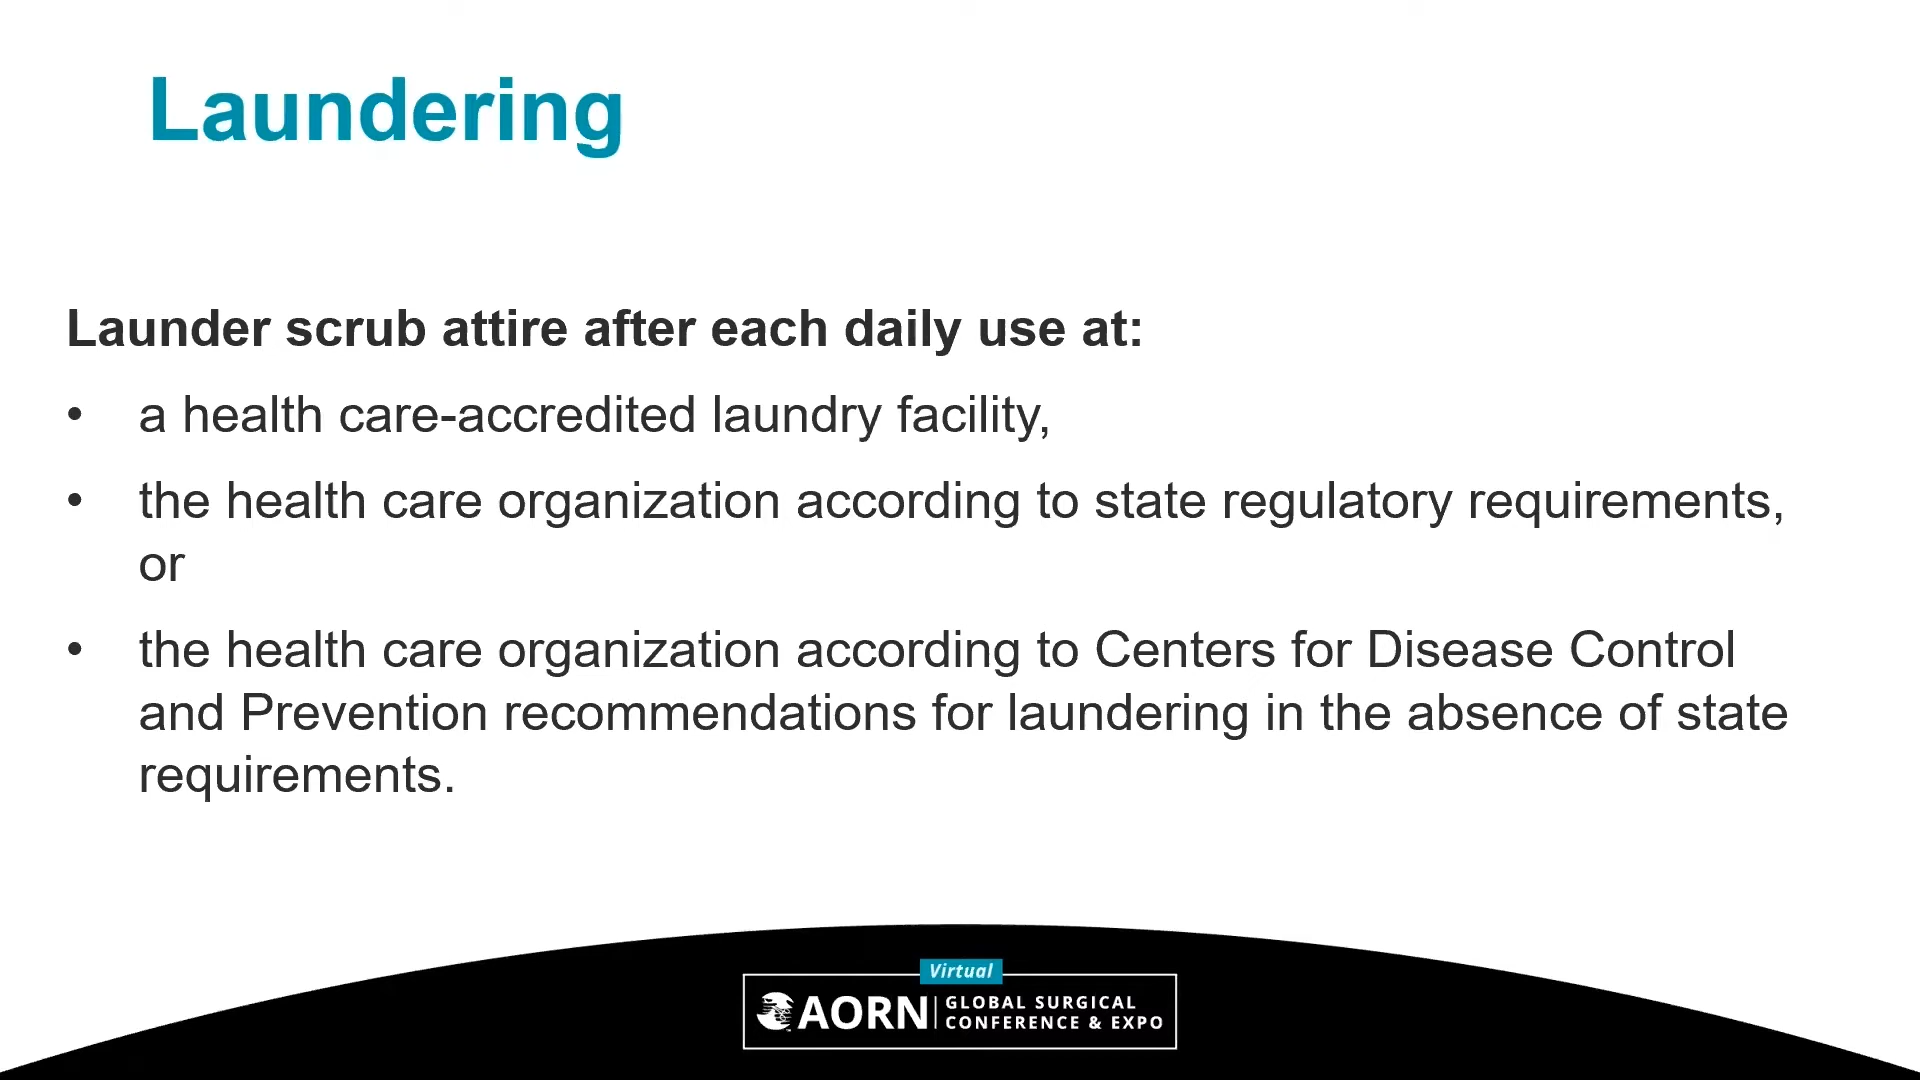 Laundering
Launder scrub attire after each daily use at:
• a health care-accredited laundry facility,
• the health care organization according to state regulatory requirements,
or
• the health care organization according to Centers for Disease Control
and Prevention recommendations for laundering in the absence of state
requirements.
Virtual
AORN
GLOBAL SURGICAL
CONFERENCE & EXPO